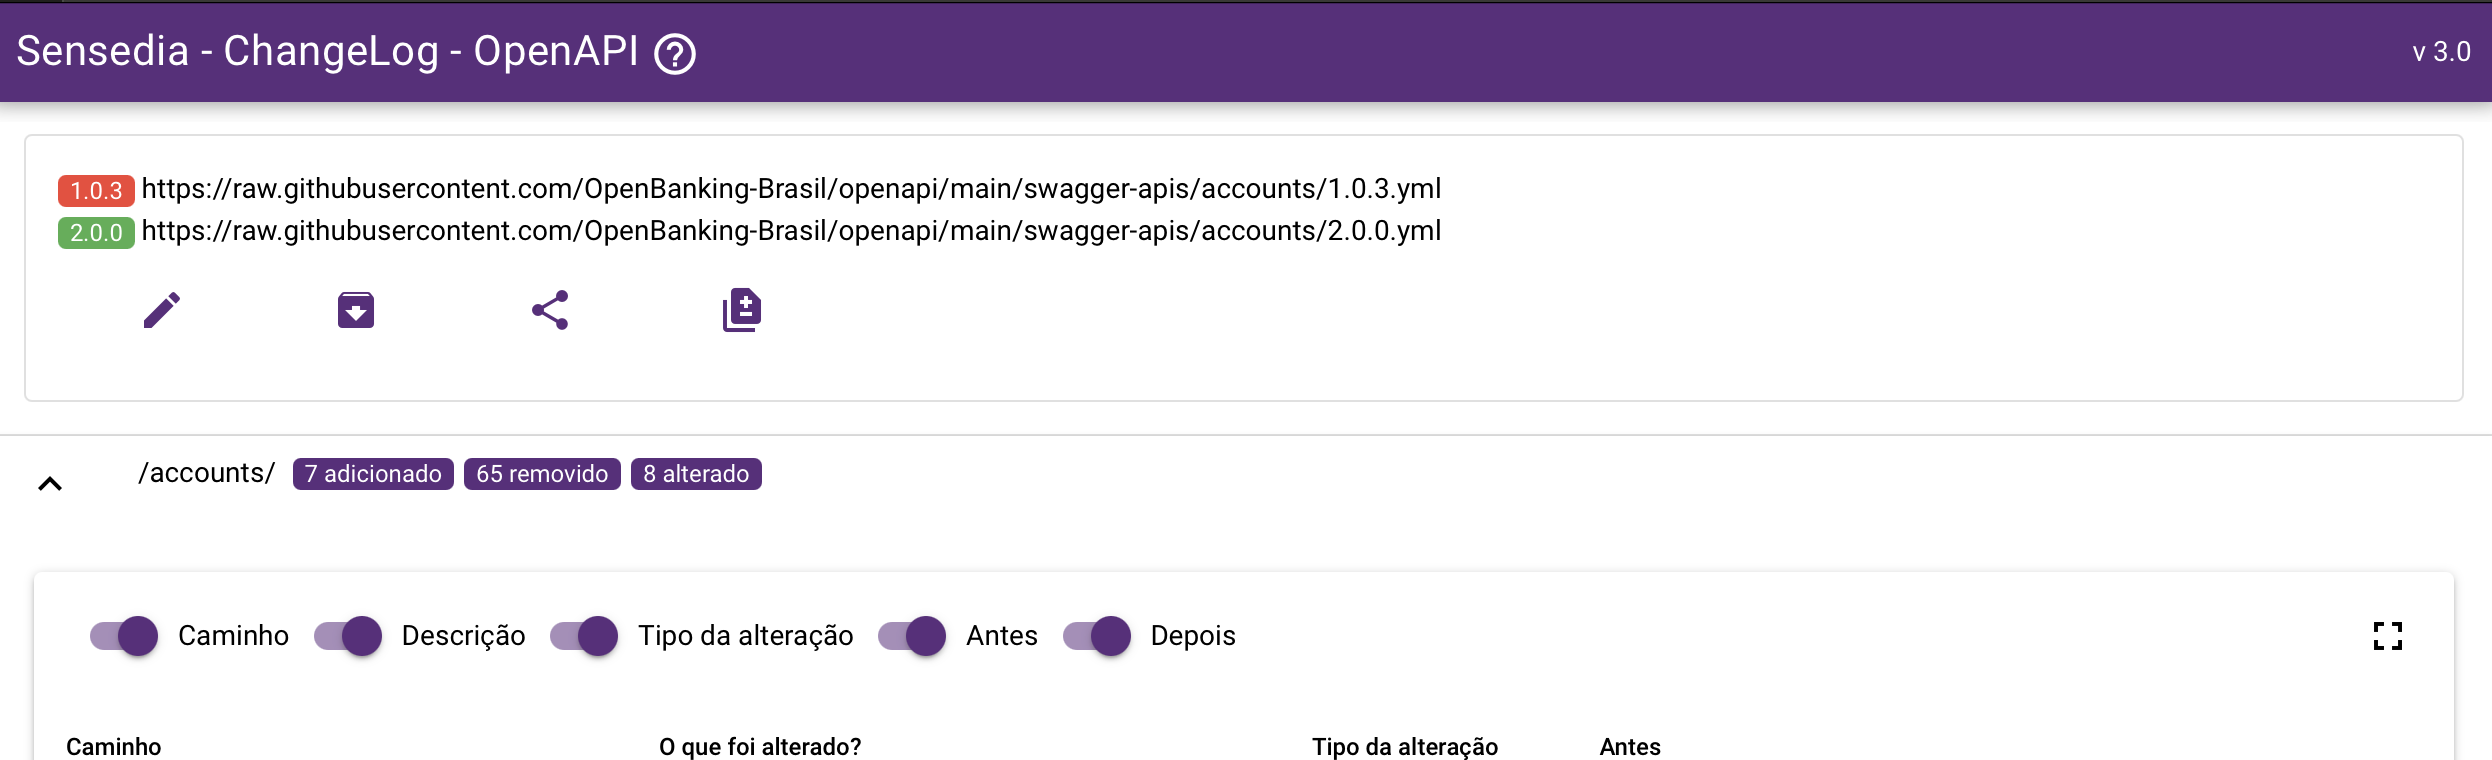 Sensedia - ChangeLog - OpenAPI
v 3.0
1.0.3 https://raw.githubusercontent.com/OpenBanking-Brasil/openapi/main/swagger-apis/accounts/1.0.3.yml
2.0.0 https://raw.githubusercontent.com/OpenBanking-Brasil/openapi/main/swagger-apis/accounts/2.0.0.yml
/accounts/ 7 adicionado 65 removido 8 alterado
Caminho Descrição Tipo da alteração Antes Depois
Caminho O que foi alterado? Tipo da alteração Antes